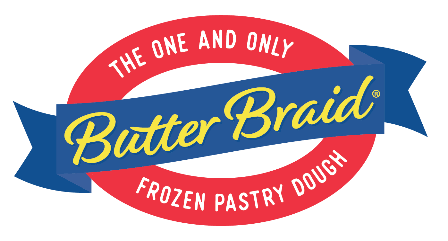 THE ONE AND ONLY
Butter Braid®
FROZEN PASTRY DOUGH